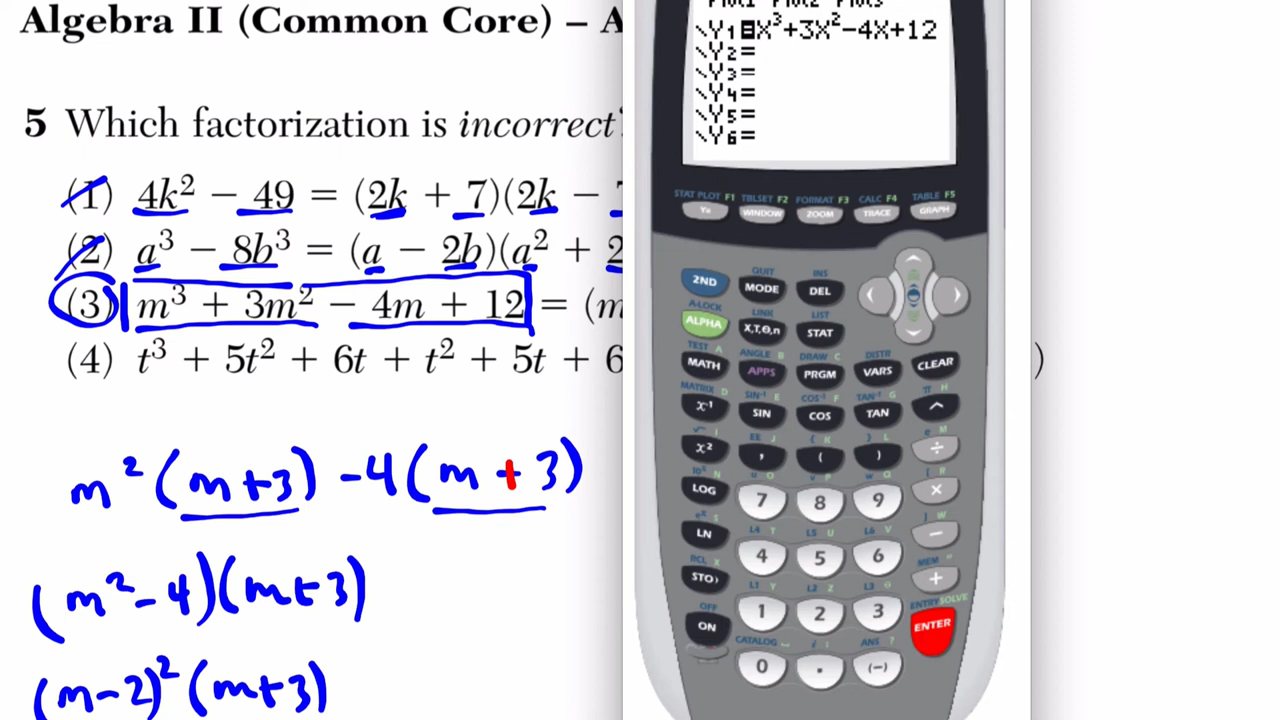 Algebra II (Common Core) – A
5 Which factorization is incorrect
(1) 4k² − 49 = (2k + 7)(2k −
(2) a³ − 8b³ = (a − 2b)(a² + 2
(3) m³ + 3m² − 4m + 12 = (m
(4) t³ + 5t² + 6t + t² + 5t + 6 )
m²(m+3) −4(m + 3)
(m²−4)(m+3)
(m−2)²(m+3)
Plot1 Plot2 Plot3
\Y₁=X³+3X²−4X+12
\Y₂=
\Y₃=
\Y₄=
\Y₅=
\Y₆=
STAT PLOT F1 TBLSET F2 FORMAT F3 CALC F4 TABLE F5
Y= WINDOW ZOOM TRACE GRAPH
QUIT INS
2ND MODE DEL
A-LOCK LINK LIST
ALPHA X,T,θ,n STAT
TEST A ANGLE B DRAW C DISTR
MATH APPS PRGM VARS CLEAR
MATRIX D SIN⁻¹ E COS⁻¹ F TAN⁻¹ G π H
x⁻¹ SIN COS TAN ^
√ I EE J { K } L e M
x² , ( ) ÷
10ˣ N u O v P w Q [ R
LOG 7 8 9 ×
eˣ S L4 T L5 U L6 V ] W
LN 4 5 6 −
RCL X L1 Y L2 Z L3 θ MEM "
STO› 1 2 3 +
OFF CATALOG i : ANS ? ENTRY SOLVE
ON 0 . (−) ENTER